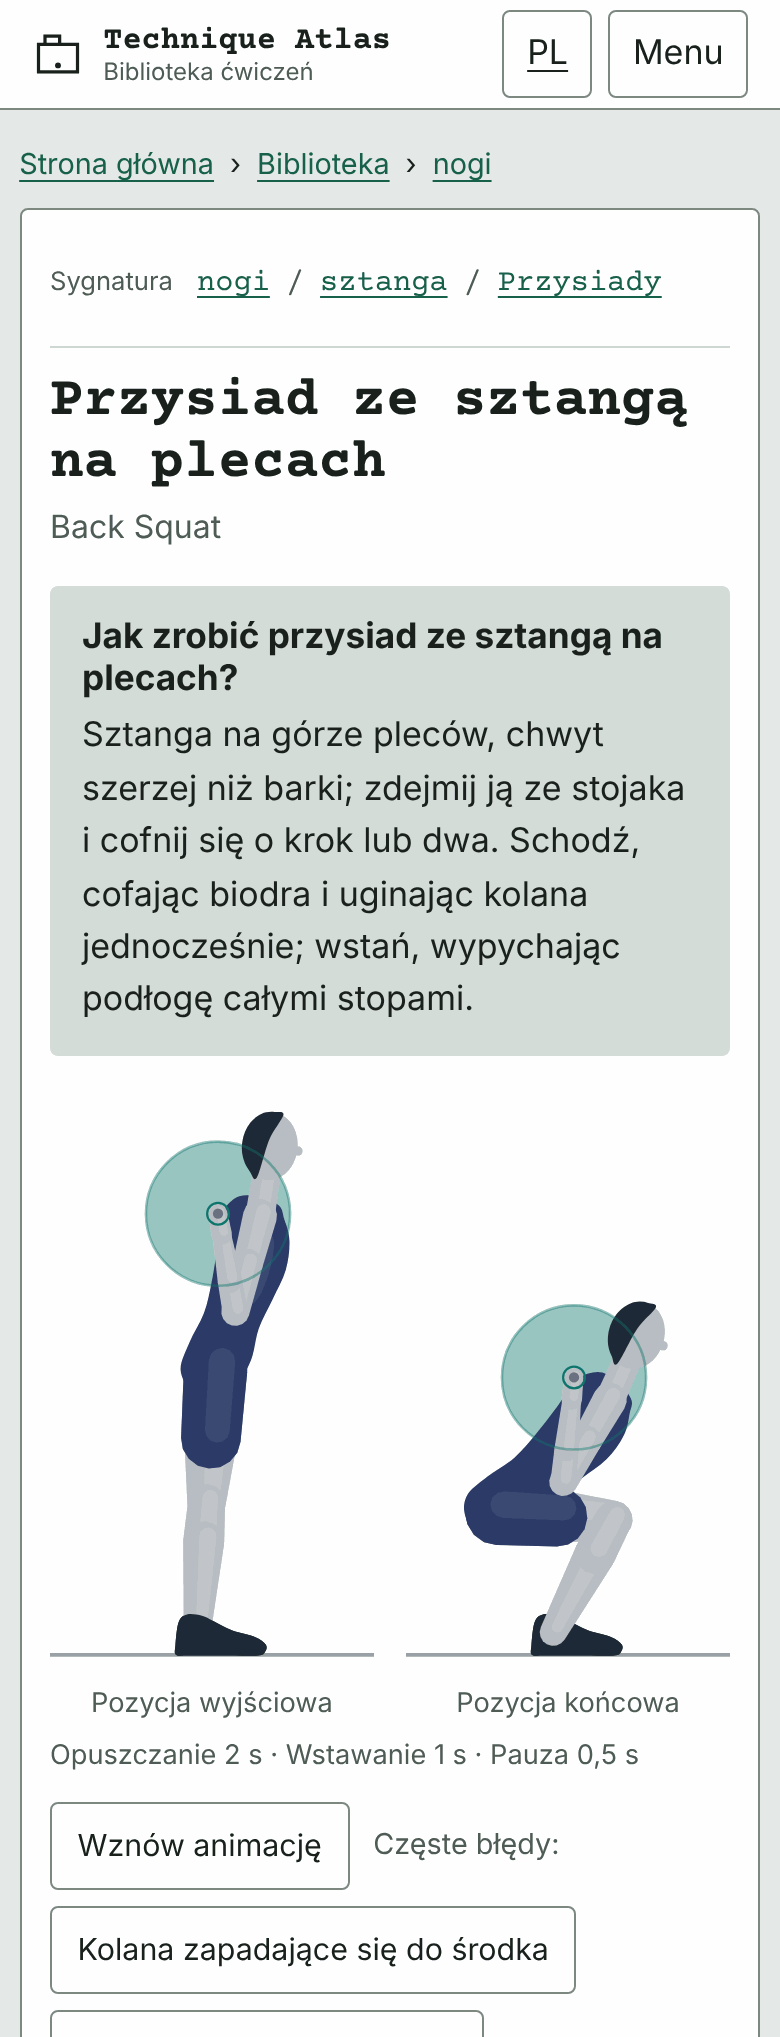 Technique Atlas
Biblioteka ćwiczeń
PL
Menu
Strona główna › Biblioteka › nogi
Sygnatura nogi / sztanga / Przysiady
Przysiad ze sztangą
na plecach
Back Squat
Jak zrobić przysiad ze sztangą na
plecach?
Sztanga na górze pleców, chwyt
szerzej niż barki; zdejmij ją ze stojaka
i cofnij się o krok lub dwa. Schodź,
cofając biodra i uginając kolana
jednocześnie; wstań, wypychając
podłogę całymi stopami.
Pozycja wyjściowa
Pozycja końcowa
Opuszczanie 2 s · Wstawanie 1 s · Pauza 0,5 s
Wznów animację
Częste błędy:
Kolana zapadające się do środka